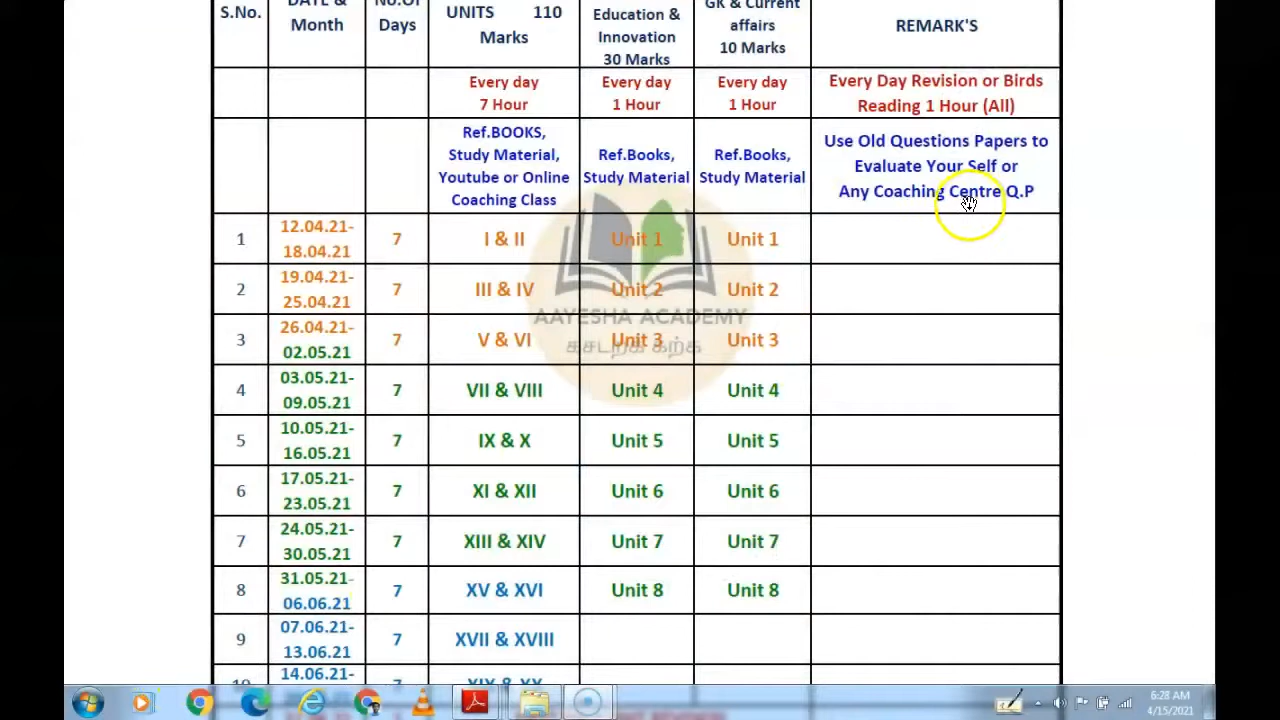 S.No.
DATE &
Month
No.Of
Days
UNITS 110
Marks
Education &
Innovation
30 Marks
GK & Current
affairs
10 Marks
REMARK'S
Every day
7 Hour
Every day
1 Hour
Every day
1 Hour
Every Day Revision or Birds
Reading 1 Hour (All)
Ref.BOOKS,
Study Material,
Youtube or Online
Coaching Class
Ref.Books,
Study Material
Ref.Books,
Study Material
Use Old Questions Papers to
Evaluate Your Self or
Any Coaching Centre Q.P
1
12.04.21-
18.04.21
7
I & II
Unit 1
Unit 1
2
19.04.21-
25.04.21
7
III & IV
Unit 2
Unit 2
AAYESHA ACADEMY
கசடறக் கற்க
3
26.04.21-
02.05.21
7
V & VI
Unit 3
Unit 3
4
03.05.21-
09.05.21
7
VII & VIII
Unit 4
Unit 4
5
10.05.21-
16.05.21
7
IX & X
Unit 5
Unit 5
6
17.05.21-
23.05.21
7
XI & XII
Unit 6
Unit 6
7
24.05.21-
30.05.21
7
XIII & XIV
Unit 7
Unit 7
8
31.05.21-
06.06.21
7
XV & XVI
Unit 8
Unit 8
9
07.06.21-
13.06.21
7
XVII & XVIII
10
14.06.21-
7
XIX & XX
6:28 AM
4/15/2021